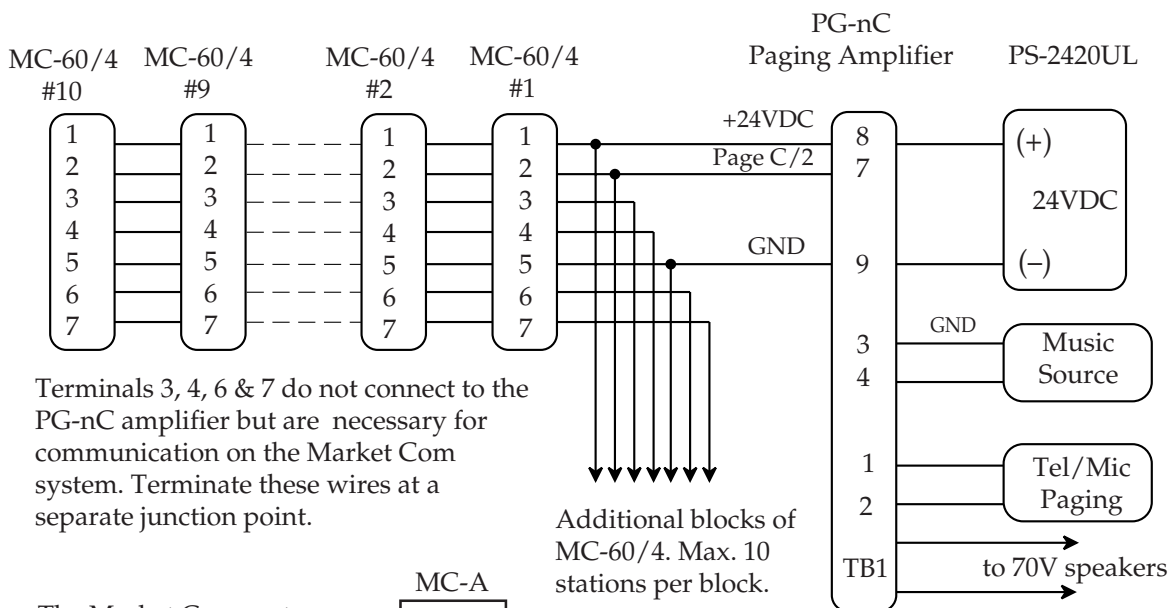 PG-nC
Paging Amplifier
PS-2420UL
MC-60/4
#10
MC-60/4
#9
MC-60/4
#2
MC-60/4
#1
1
2
3
4
5
6
7
1
2
3
4
5
6
7
1
2
3
4
5
6
7
1
2
3
4
5
6
7
+24VDC
Page C/2
GND
8
7
9
3
4
1
2
TB1
(+)
24VDC
(–)
GND
Music
Source
Tel/Mic
Paging
to 70V speakers
Terminals 3, 4, 6 & 7 do not connect to the
PG-nC amplifier but are necessary for
communication on the Market Com
system. Terminate these wires at a
separate junction point.
Additional blocks of
MC-60/4. Max. 10
stations per block.
MC-A